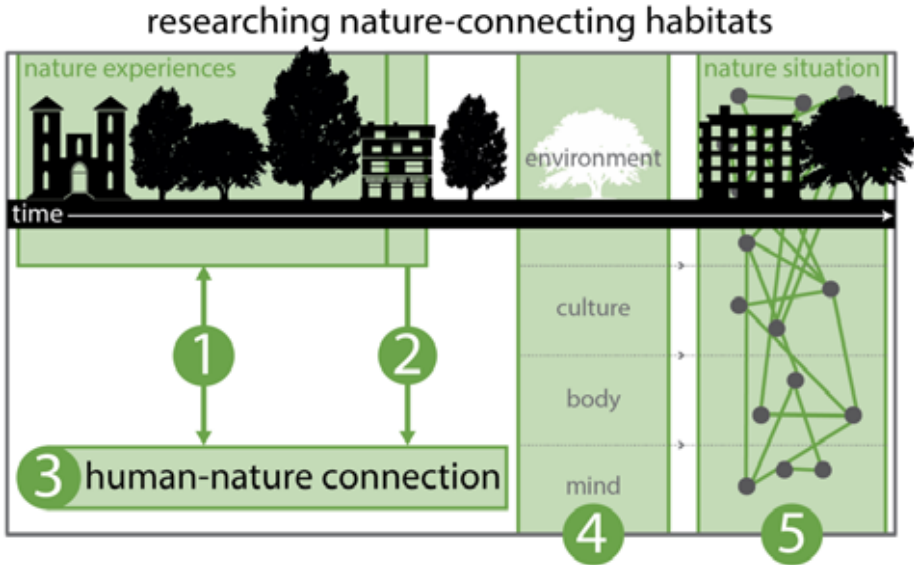 researching nature-connecting habitats
nature experiences
nature situation
environment
time
culture
1
2
body
3 human-nature connection
mind
4
5